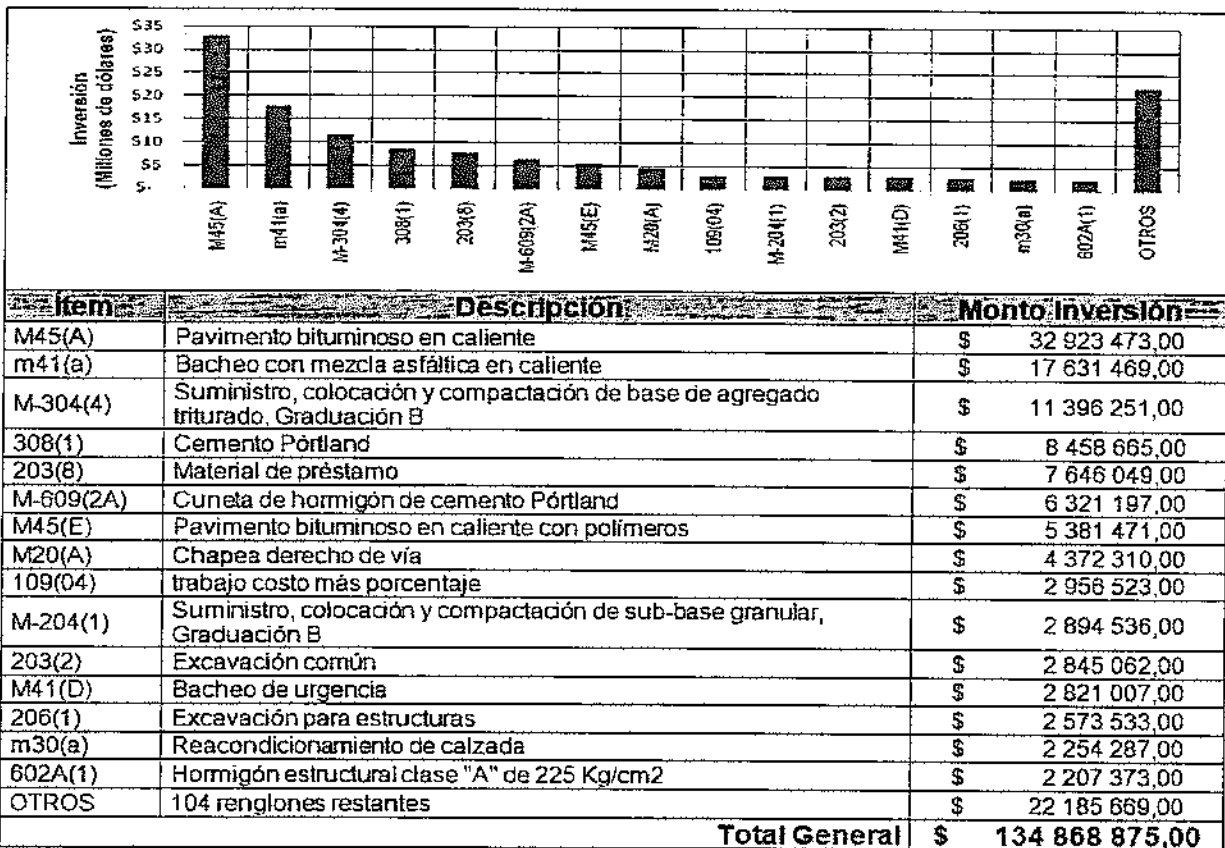 Inversión
(Millones de dólares)
$35
$30
$25
$20
$15
$10
$5
$-
M45(A)
m41(a)
M-304(4)
308(1)
203(8)
M-609(2A)
M45(E)
M20(A)
109(04)
M-204(1)
203(2)
M41(D)
206(1)
m30(a)
602A(1)
OTROS
Ítem Descripción: Monto Inversión
M45(A) Pavimento bituminoso en caliente $ 32 923 473,00
m41(a) Bacheo con mezcla asfáltica en caliente $ 17 631 469,00
M-304(4) Suministro, colocación y compactación de base de agregado
triturado, Graduación B $ 11 396 251,00
308(1) Cemento Pórtland $ 8 458 665,00
203(8) Material de préstamo $ 7 646 049,00
M-609(2A) Cuneta de hormigón de cemento Pórtland $ 6 321 197,00
M45(E) Pavimento bituminoso en caliente con polímeros $ 5 381 471,00
M20(A) Chapea derecho de vía $ 4 372 310,00
109(04) trabajo costo más porcentaje $ 2 956 523,00
M-204(1) Suministro, colocación y compactación de sub-base granular,
Graduación B $ 2 894 536,00
203(2) Excavación común $ 2 845 062,00
M41(D) Bacheo de urgencia $ 2 821 007,00
206(1) Excavación para estructuras $ 2 573 533,00
m30(a) Reacondicionamiento de calzada $ 2 254 287,00
602A(1) Hormigón estructural clase "A" de 225 Kg/cm2 $ 2 207 373,00
OTROS 104 renglones restantes $ 22 185 669,00
Total General $ 134 868 875,00